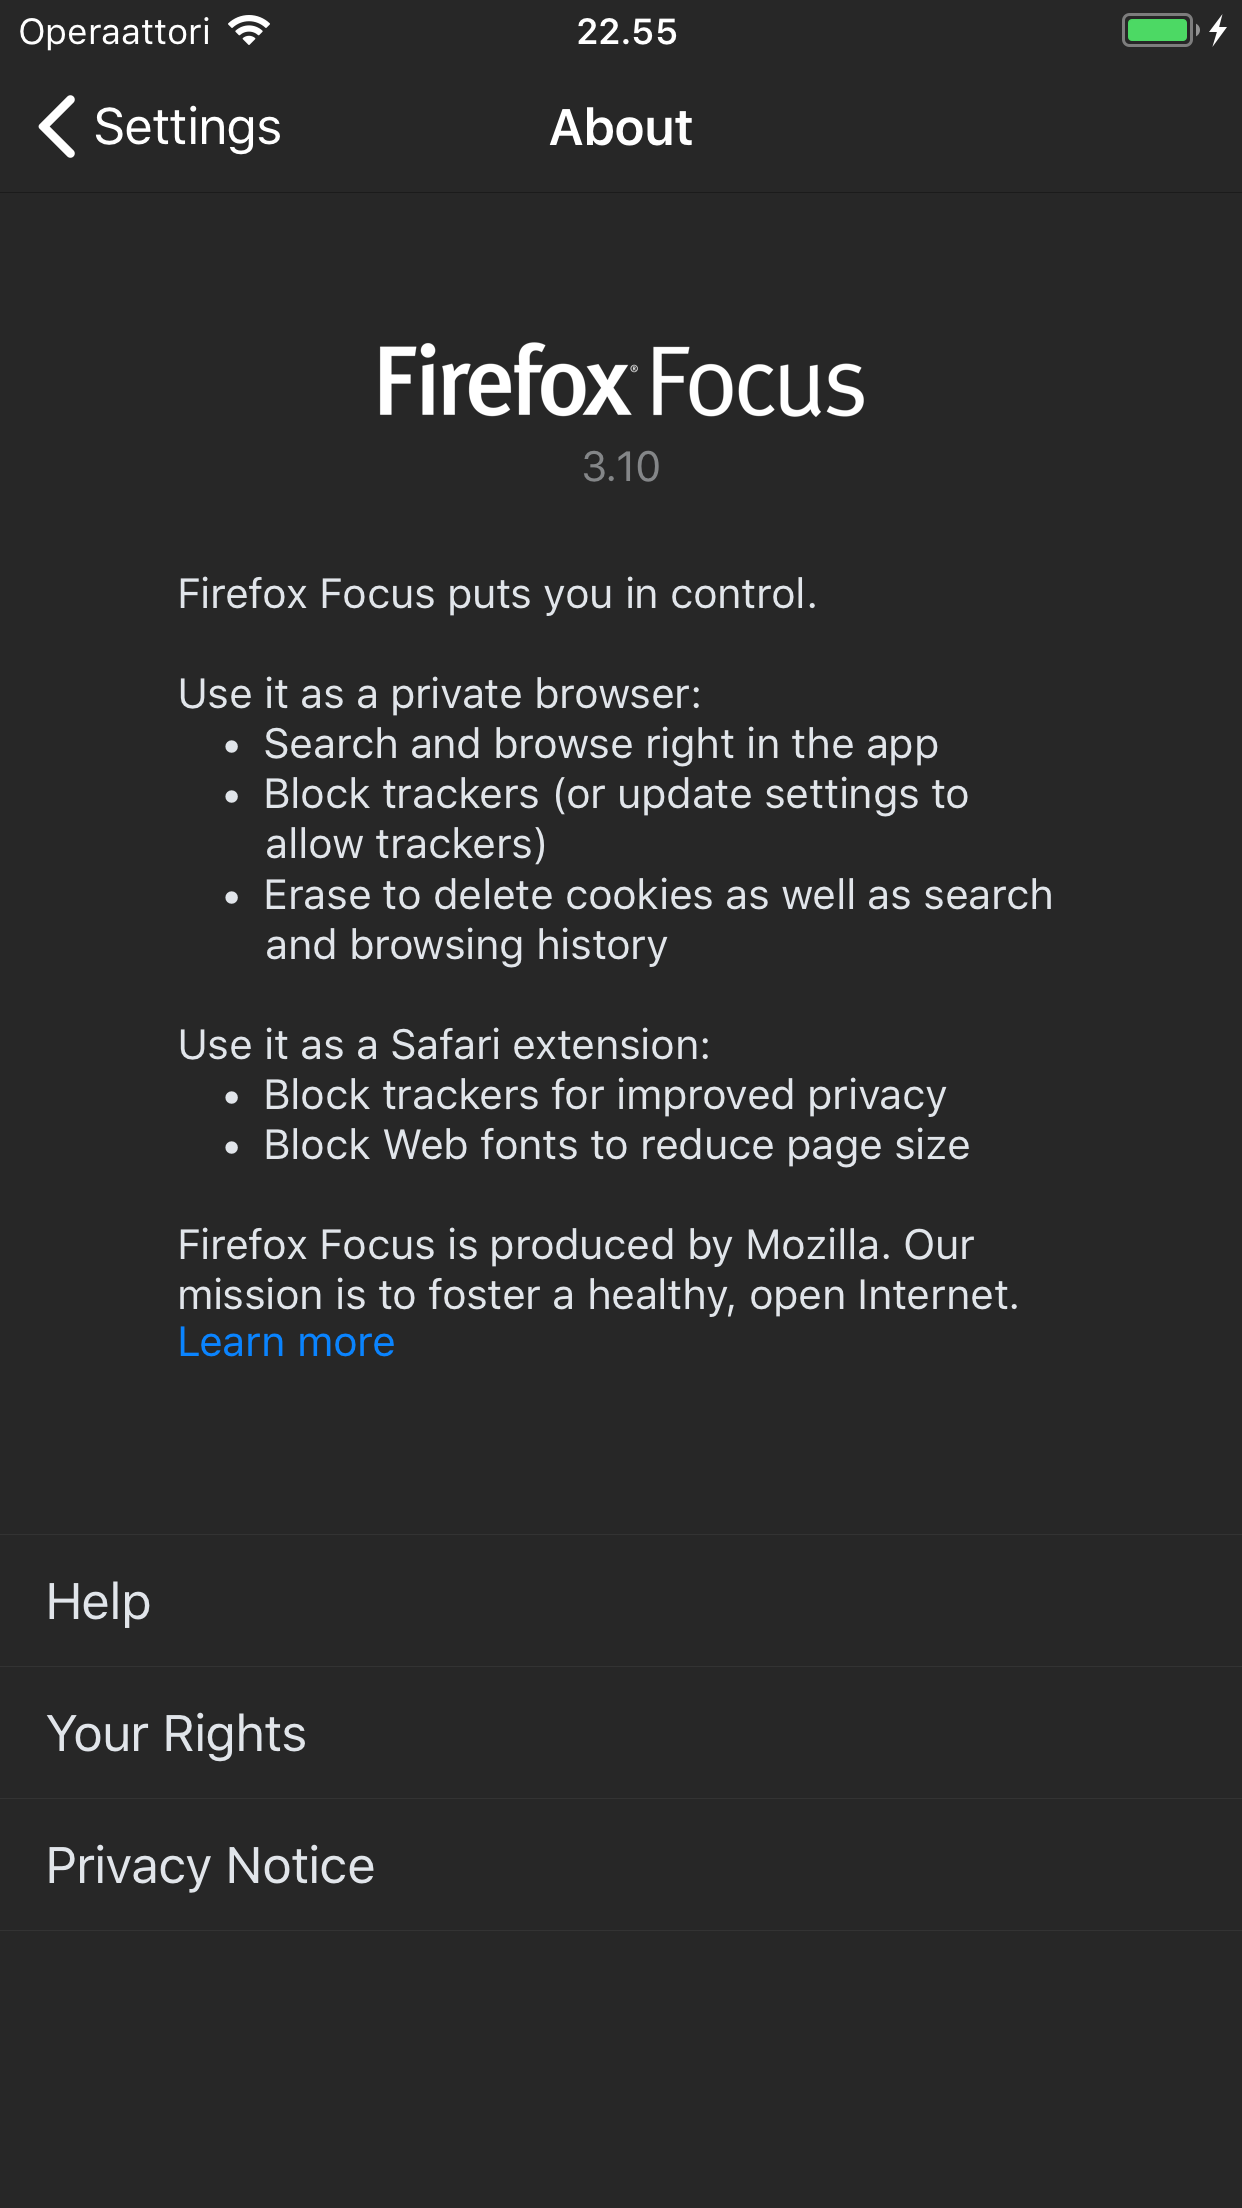 Operaattori 22.55
Settings About
Firefox® Focus
3.10
Firefox Focus puts you in control.
Use it as a private browser:
• Search and browse right in the app
• Block trackers (or update settings to
allow trackers)
• Erase to delete cookies as well as search
and browsing history
Use it as a Safari extension:
• Block trackers for improved privacy
• Block Web fonts to reduce page size
Firefox Focus is produced by Mozilla. Our
mission is to foster a healthy, open Internet.
Learn more
Help
Your Rights
Privacy Notice